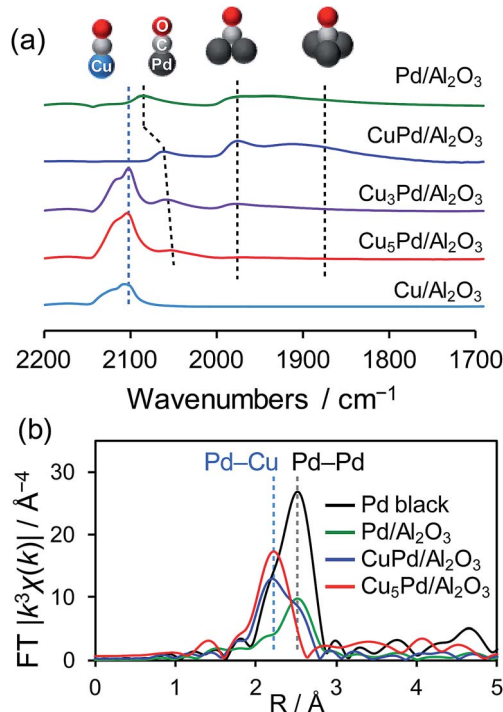 (a)
O
C
Cu
Pd
Pd/Al2O3
CuPd/Al2O3
Cu3Pd/Al2O3
Cu5Pd/Al2O3
Cu/Al2O3
2200 2100 2000 1900 1800 1700
Wavenumbers / cm⁻¹
(b)
Pd–Cu Pd–Pd
Pd black
Pd/Al2O3
CuPd/Al2O3
Cu5Pd/Al2O3
FT |k³χ(k)| / Å⁻⁴
30
20
10
0
0 1 2 3 4 5
R / Å